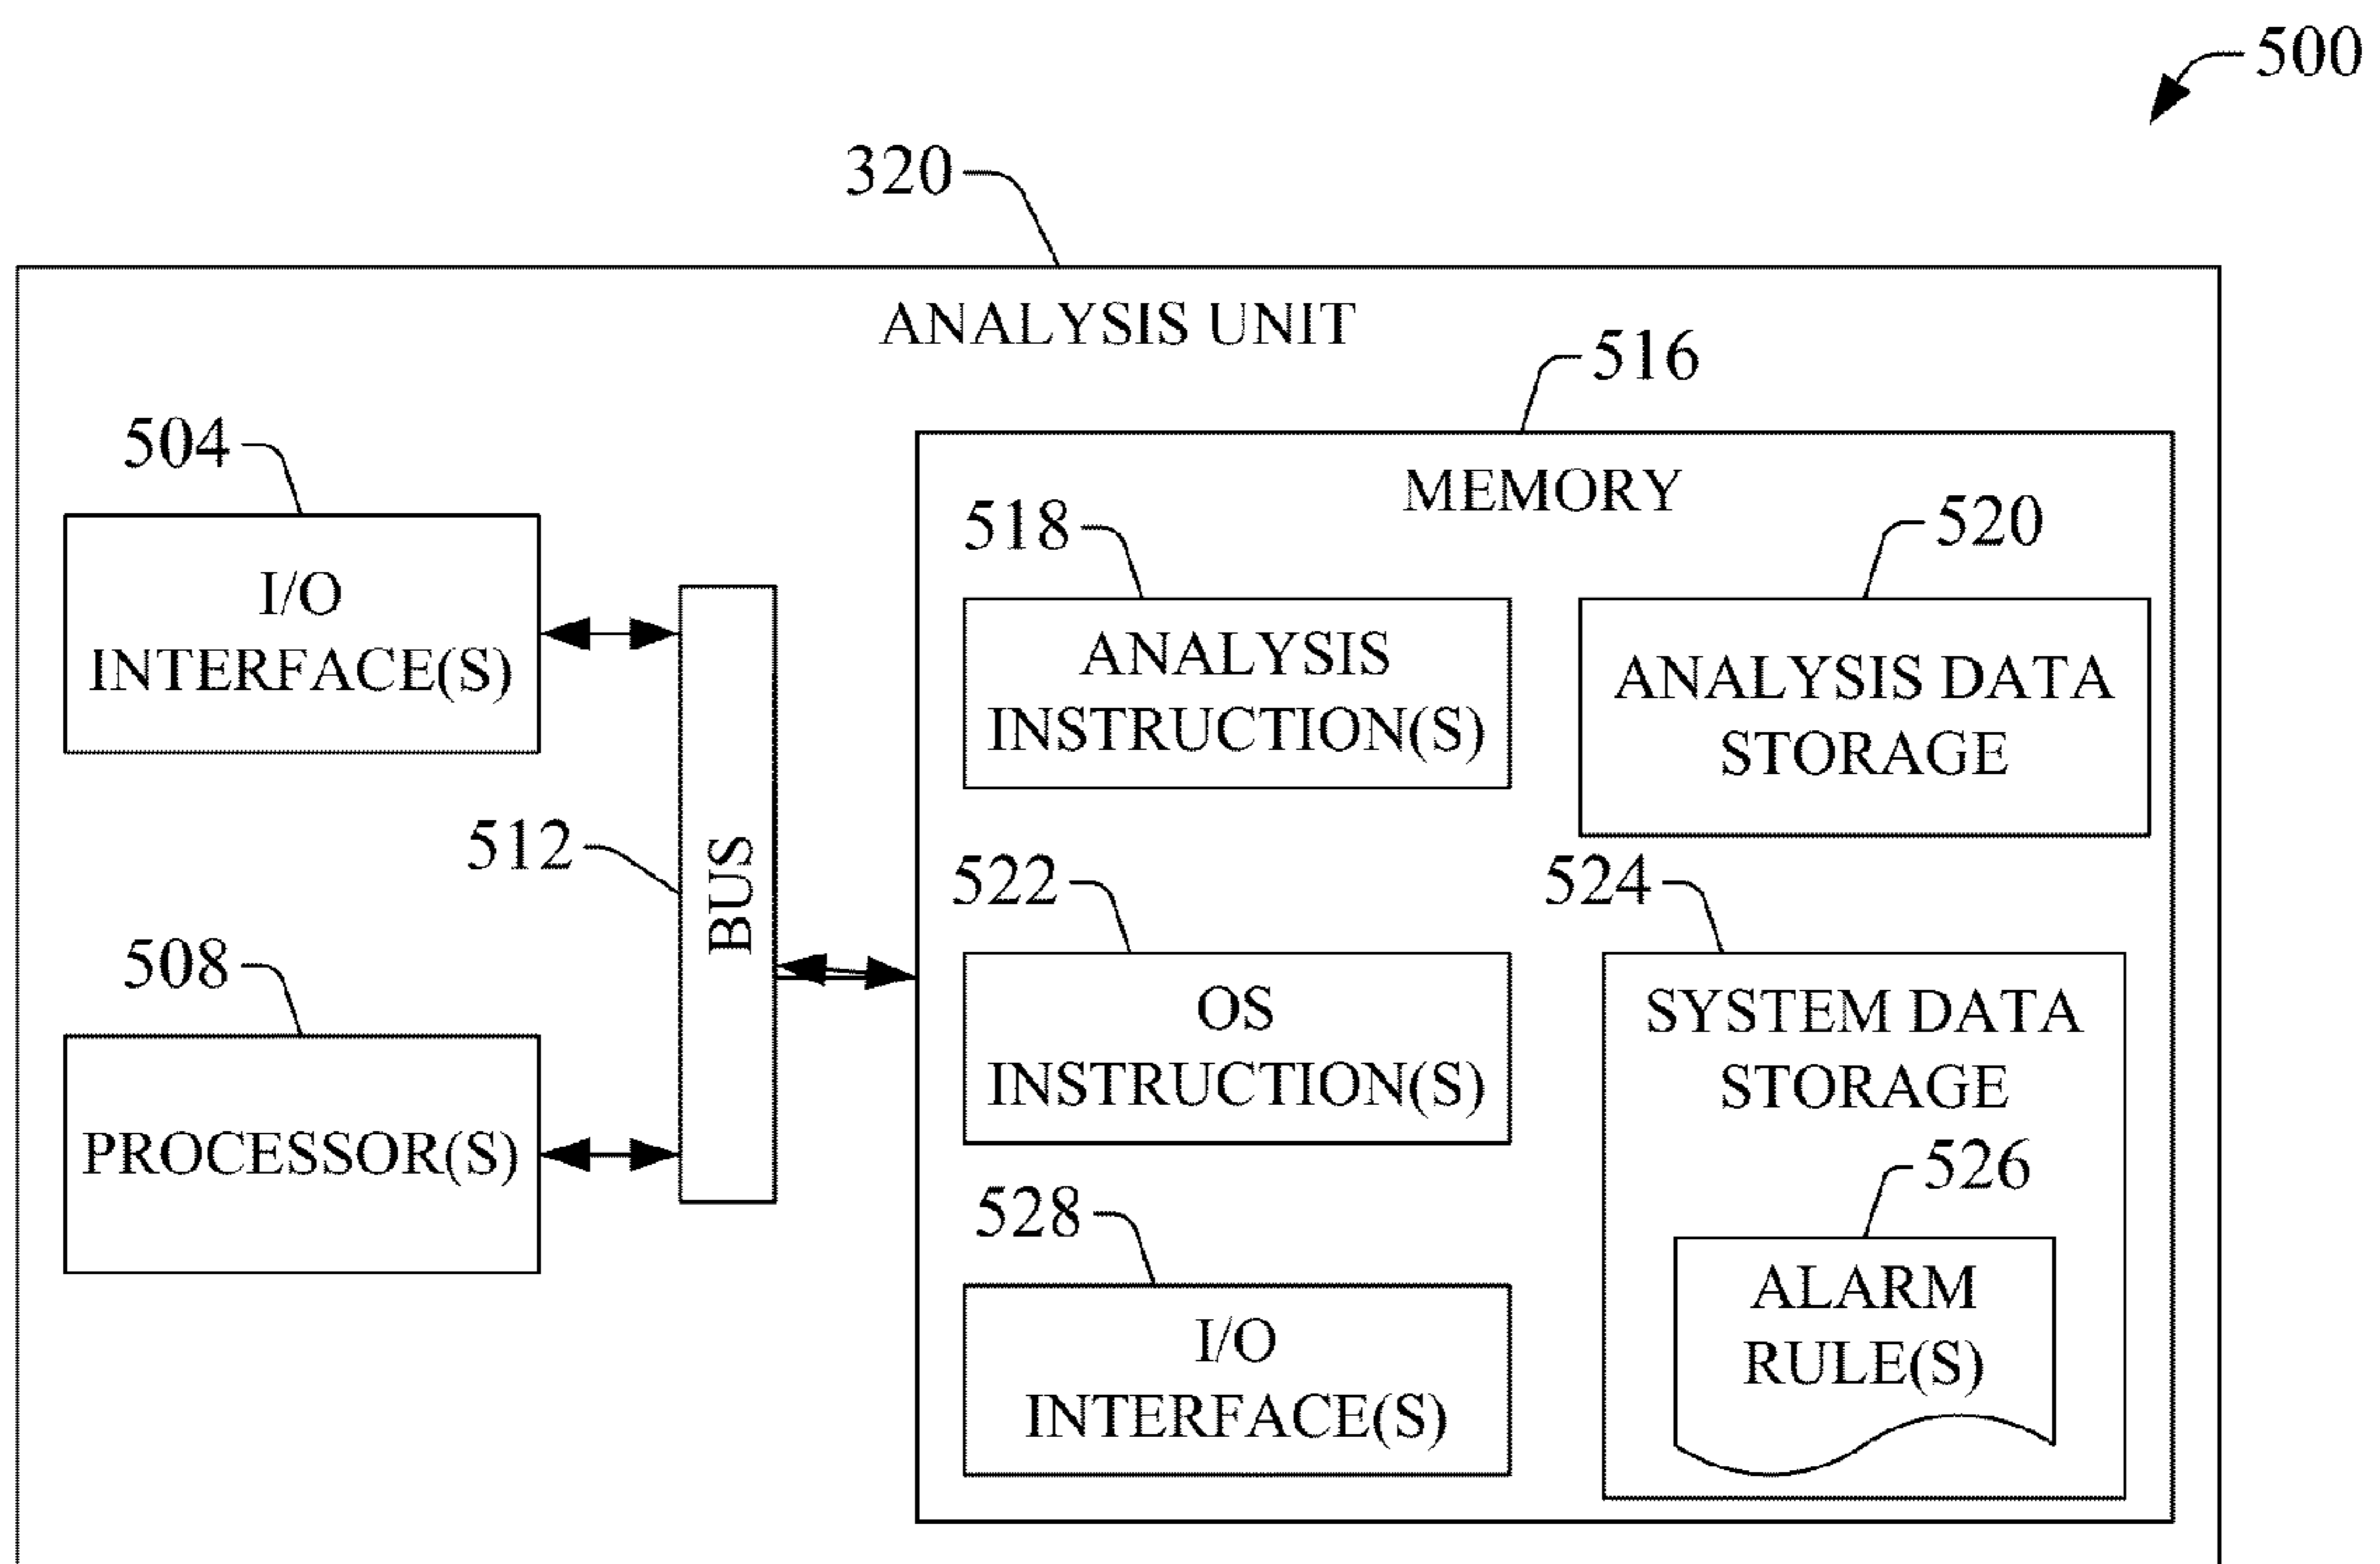 500
320
ANALYSIS UNIT
516
504
MEMORY
518
520
I/O
INTERFACE(S)
ANALYSIS
INSTRUCTION(S)
ANALYSIS DATA
STORAGE
512
BUS
522
524
508
OS
INSTRUCTION(S)
SYSTEM DATA
STORAGE
PROCESSOR(S)
526
528
ALARM
RULE(S)
I/O
INTERFACE(S)